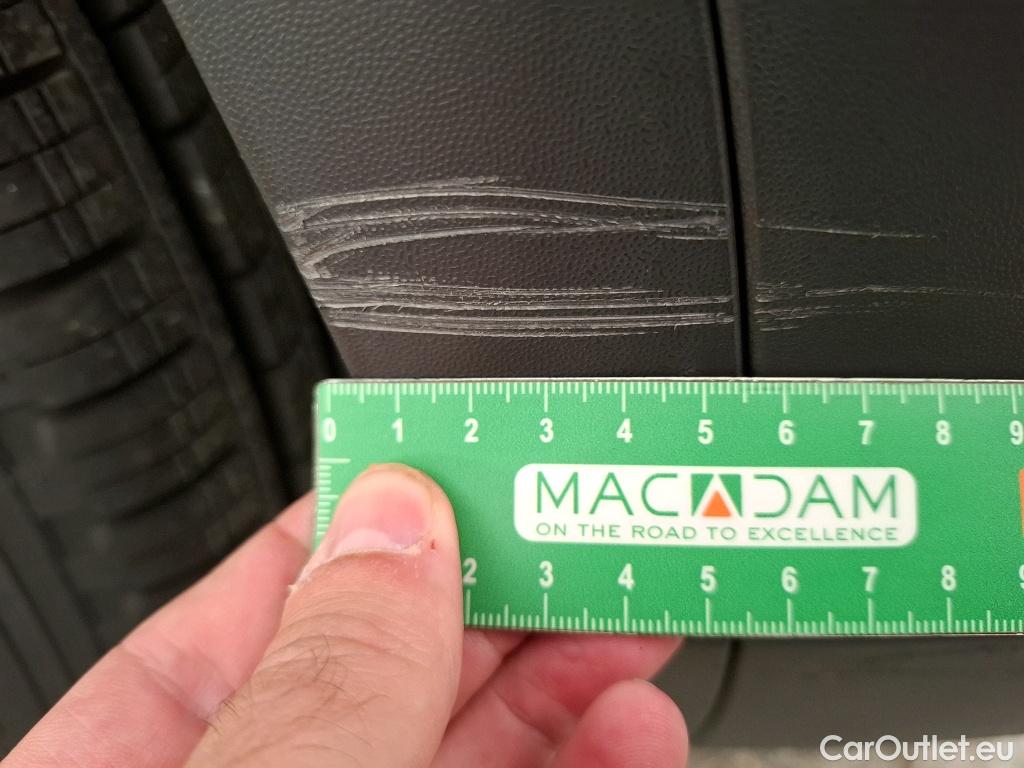 0 1 2 3 4 5 6 7 8 9
MACADAM
ON THE ROAD TO EXCELLENCE
2 3 4 5 6 7 8 9
CarOutlet.eu